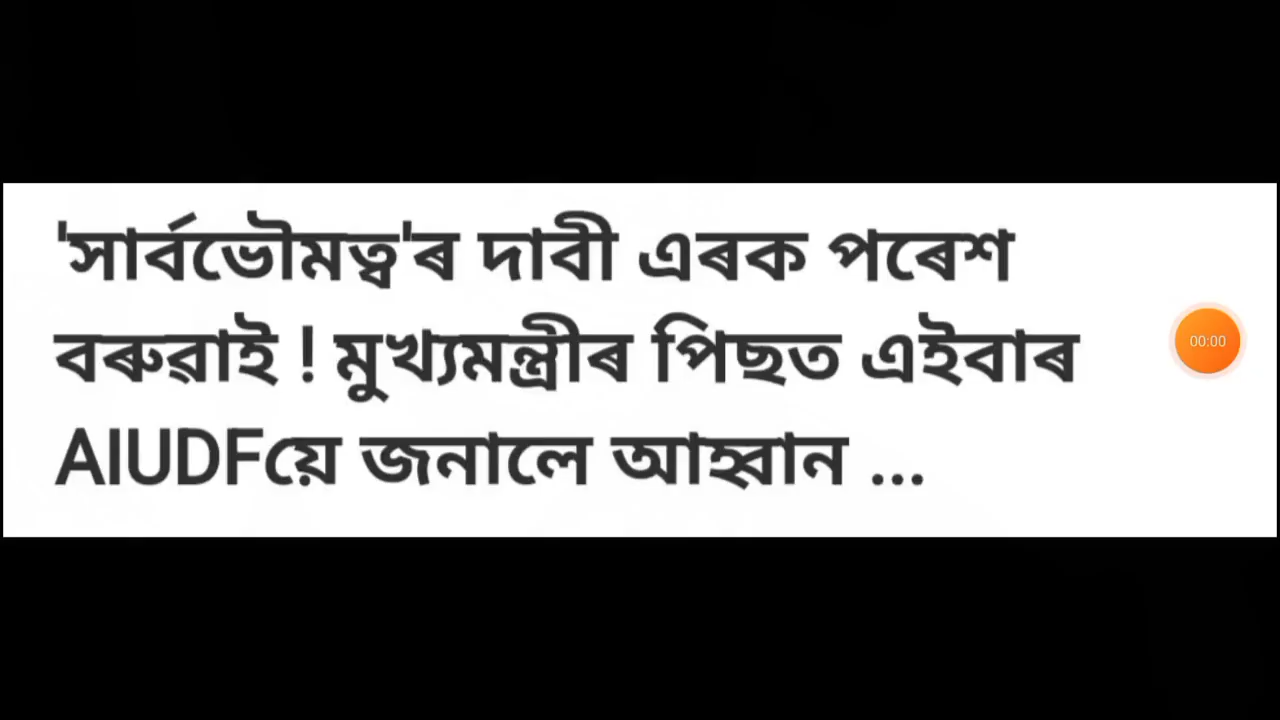 'সাৰ্বভৌমত্ব'ৰ দাবী এৰক পৰেশ
বৰুৱাই ! মুখ্যমন্ত্ৰীৰ পিছত এইবাৰ
AIUDFয়ে জনালে আহ্বান ...
00:00